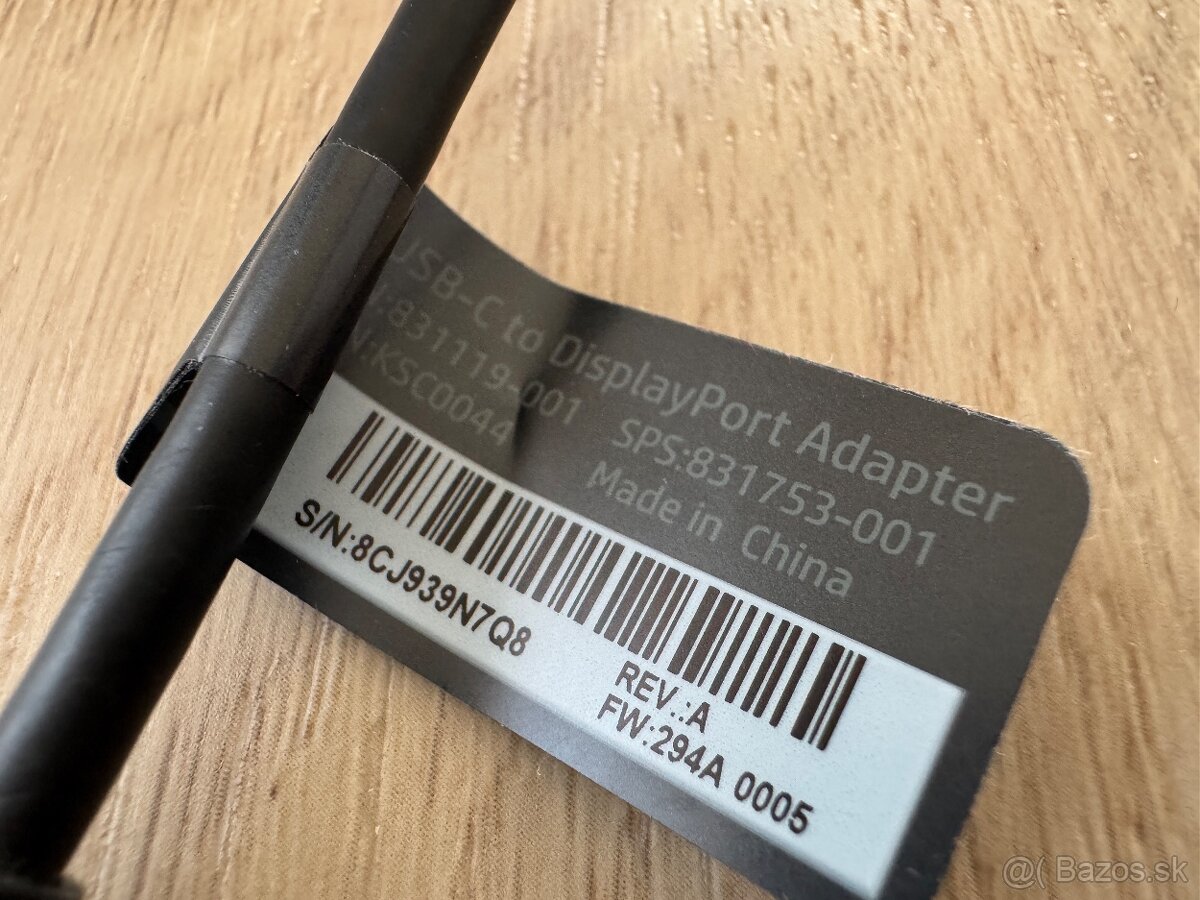 USB-C to DisplayPort Adapter
:831119-001 SPS:831753-001
N:KSC0044 Made in China
S/N:8CJ939N7Q8
REV.:A
FW:294A 0005
@( Bazos.sk